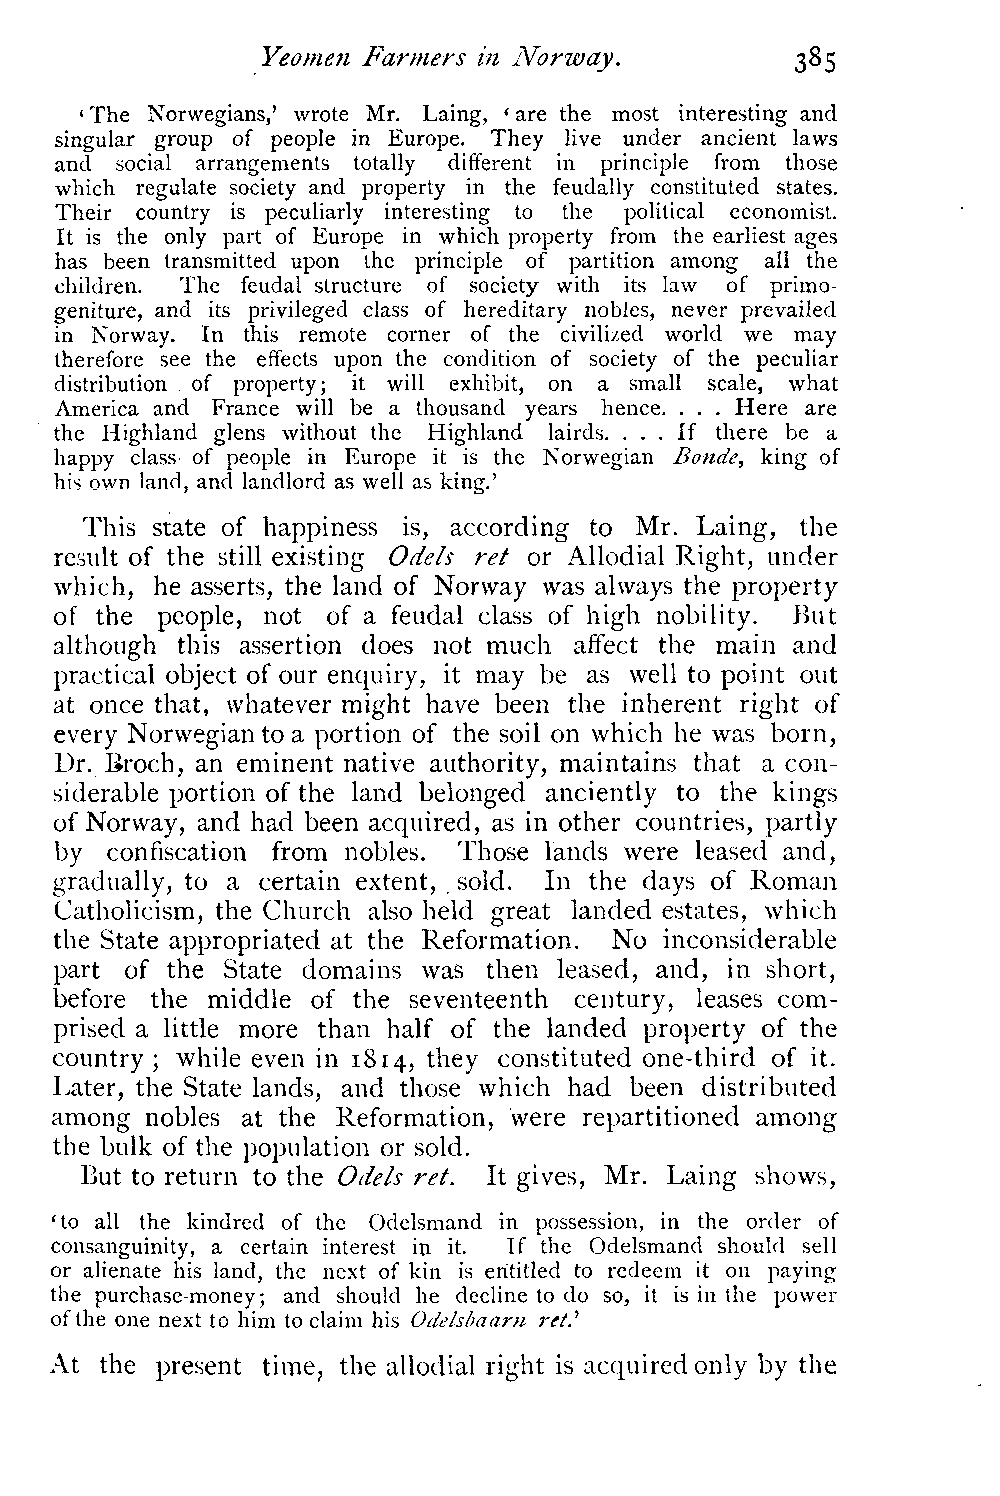 Yeomen Farmers in Norway. 385
‘The Norwegians,’ wrote Mr. Laing, ‘are the most interesting and
singular group of people in Europe. They live under ancient laws
and social arrangements totally different in principle from those
which regulate society and property in the feudally constituted states.
Their country is peculiarly interesting to the political economist.
It is the only part of Europe in which property from the earliest ages
has been transmitted upon the principle of partition among all the
children. The feudal structure of society with its law of primo-
geniture, and its privileged class of hereditary nobles, never prevailed
in Norway. In this remote corner of the civilized world we may
therefore see the effects upon the condition of society of the peculiar
distribution of property; it will exhibit, on a small scale, what
America and France will be a thousand years hence. . . . Here are
the Highland glens without the Highland lairds. . . . If there be a
happy class of people in Europe it is the Norwegian Bonde, king of
his own land, and landlord as well as king.’
This state of happiness is, according to Mr. Laing, the
result of the still existing Odels ret or Allodial Right, under
which, he asserts, the land of Norway was always the property
of the people, not of a feudal class of high nobility. But
although this assertion does not much affect the main and
practical object of our enquiry, it may be as well to point out
at once that, whatever might have been the inherent right of
every Norwegian to a portion of the soil on which he was born,
Dr. Broch, an eminent native authority, maintains that a con-
siderable portion of the land belonged anciently to the kings
of Norway, and had been acquired, as in other countries, partly
by confiscation from nobles. Those lands were leased and,
gradually, to a certain extent, sold. In the days of Roman
Catholicism, the Church also held great landed estates, which
the State appropriated at the Reformation. No inconsiderable
part of the State domains was then leased, and, in short,
before the middle of the seventeenth century, leases com-
prised a little more than half of the landed property of the
country; while even in 1814, they constituted one-third of it.
Later, the State lands, and those which had been distributed
among nobles at the Reformation, were repartitioned among
the bulk of the population or sold.
But to return to the Odels ret. It gives, Mr. Laing shows,
‘to all the kindred of the Odelsmand in possession, in the order of
consanguinity, a certain interest in it. If the Odelsmand should sell
or alienate his land, the next of kin is entitled to redeem it on paying
the purchase-money; and should he decline to do so, it is in the power
of the one next to him to claim his Odelsbaarn ret.’
At the present time, the allodial right is acquired only by the